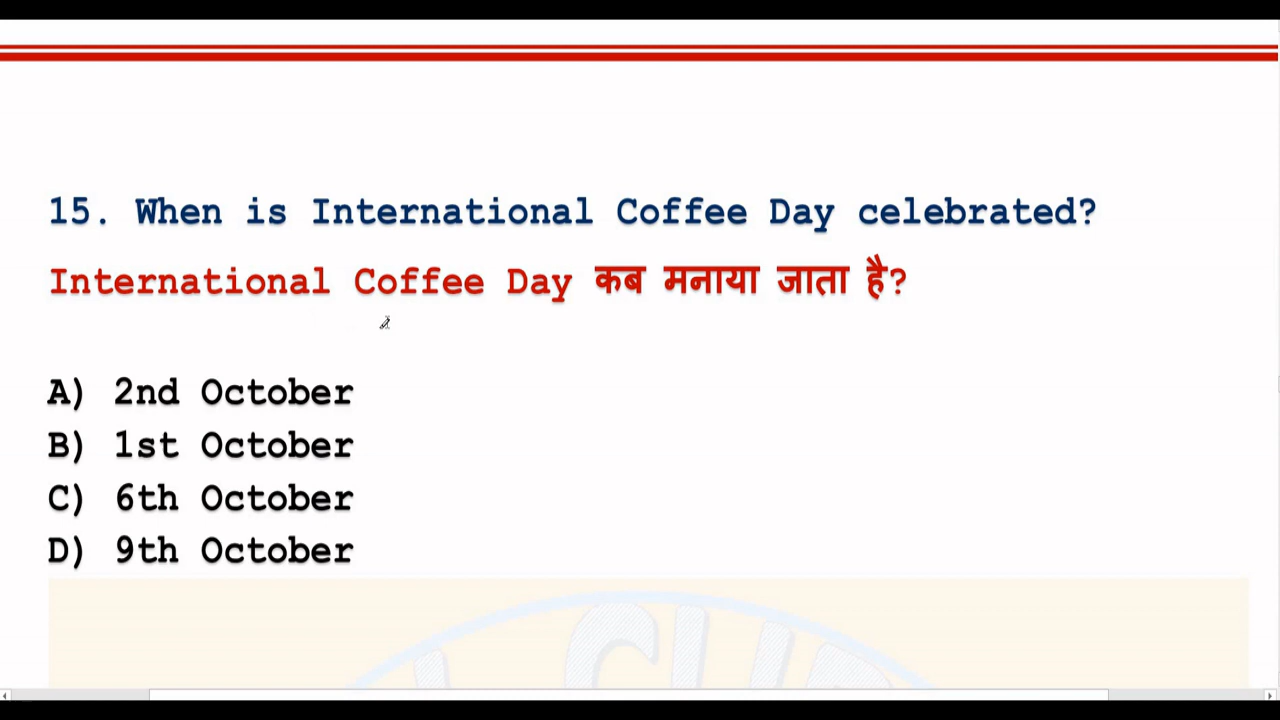 15. When is International Coffee Day celebrated?
International Coffee Day कब मनाया जाता है?
A) 2nd October
B) 1st October
C) 6th October
D) 9th October